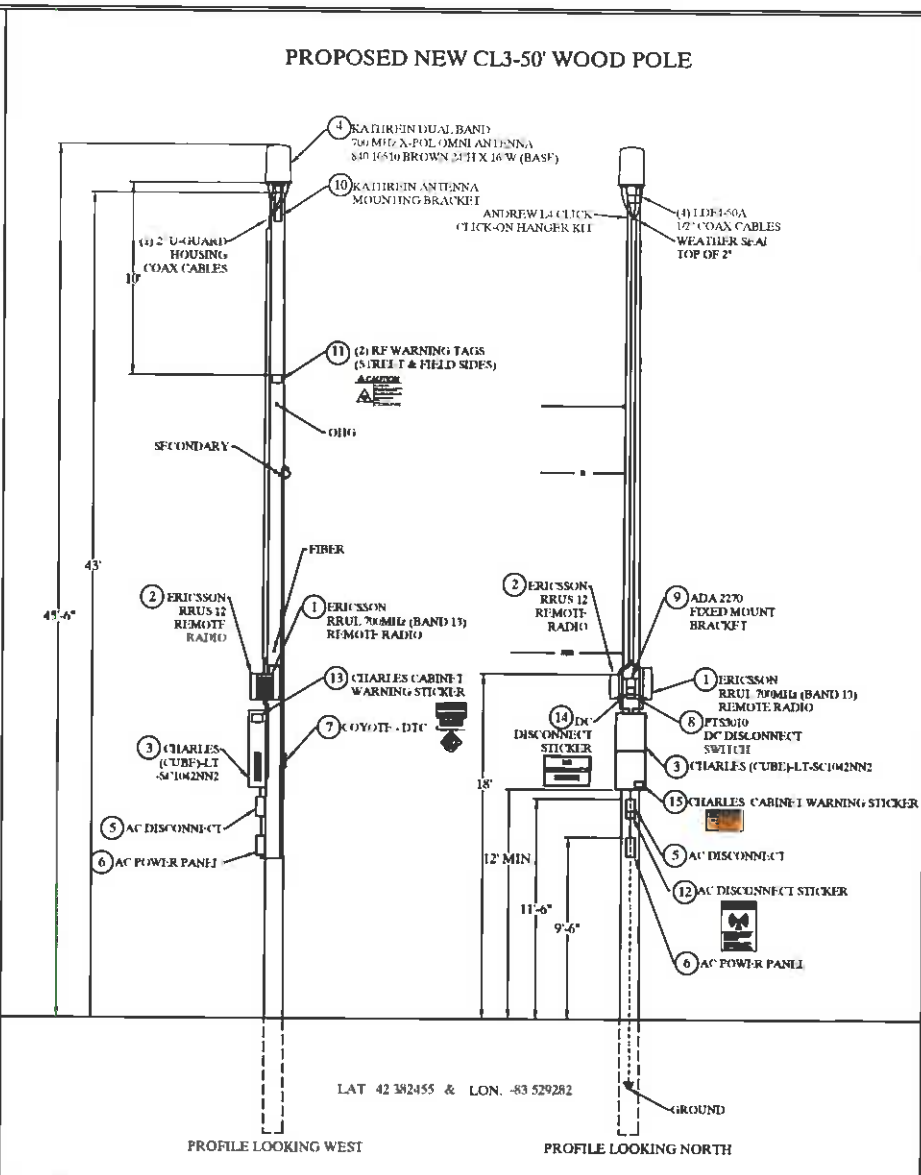 PROPOSED NEW CL3-50' WOOD POLE
4 KATHREIN DUAL BAND
700 MHZ X-POL OMNI ANTENNA
840 10510 BROWN 24"H X 16"W (BASE)
10 KATHREIN ANTENNA
MOUNTING BRACKET
(1) 2" U-GUARD
HOUSING
COAX CABLES
10'
11 (2) RF WARNING TAGS
(STREET & FIELD SIDES)
CAUTION
OHG
SECONDARY
FIBER
43'
45'-6"
2 ERICSSON
RRUS 12
REMOTE
RADIO
1 ERICSSON
RRUL 700MHz (BAND 13)
REMOTE RADIO
13 CHARLES CABINET
WARNING STICKER
7 COYOTE - DTC
3 CHARLES
(CUBE)-LT
-SC1042NN2
5 AC DISCONNECT
6 AC POWER PANEL
PROFILE LOOKING WEST
ANDREW L4 CLICK
CLICK-ON HANGER KIT
(4) LDF4-50A
1/2" COAX CABLES
WEATHER SEAL
TOP OF 2"
2 ERICSSON
RRUS 12
REMOTE
RADIO
9 ADA 2270
FIXED MOUNT
BRACKET
1 ERICSSON
RRUL 700MHz (BAND 13)
REMOTE RADIO
14 DC
DISCONNECT
STICKER
8 PTS3010
DC DISCONNECT
SWITCH
3 CHARLES (CUBE)-LT-SC1042NN2
15 CHARLES CABINET WARNING STICKER
18'
12' MIN.
11'-6"
9'-6"
5 AC DISCONNECT
12 AC DISCONNECT STICKER
6 AC POWER PANEL
GROUND
LAT 42 382455 & LON. -83 529282
PROFILE LOOKING NORTH